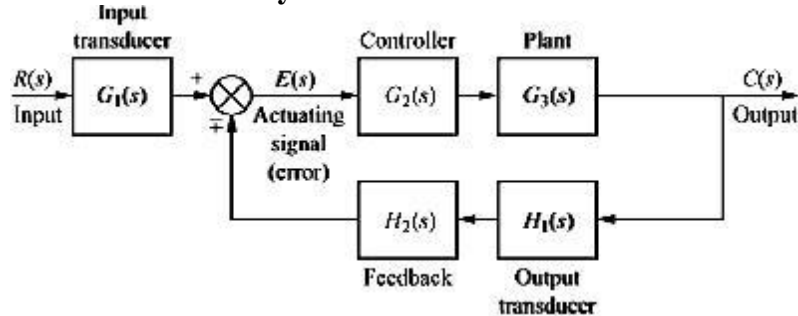 Input
transducer
Controller
Plant
R(s)
G₁(s)
+
E(s)
G₂(s)
G₃(s)
C(s)
Input
∓
Actuating
signal
(error)
Output
H₂(s)
H₁(s)
Feedback
Output
transducer